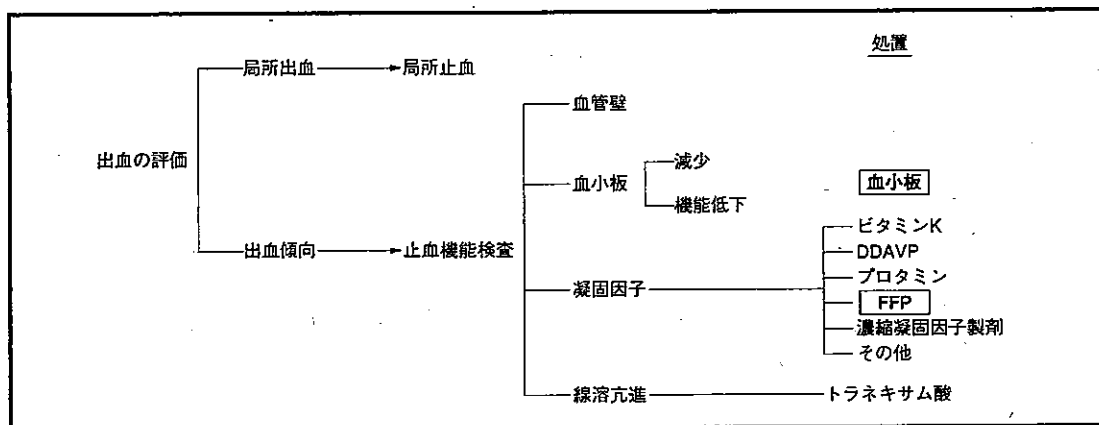 処置
局所出血
局所止血
血管壁
出血の評価
減少
血小板
血小板
機能低下
ビタミンK
出血傾向
止血機能検査
DDAVP
プロタミン
凝固因子
FFP
濃縮凝固因子製剤
その他
線溶亢進
トラネキサム酸